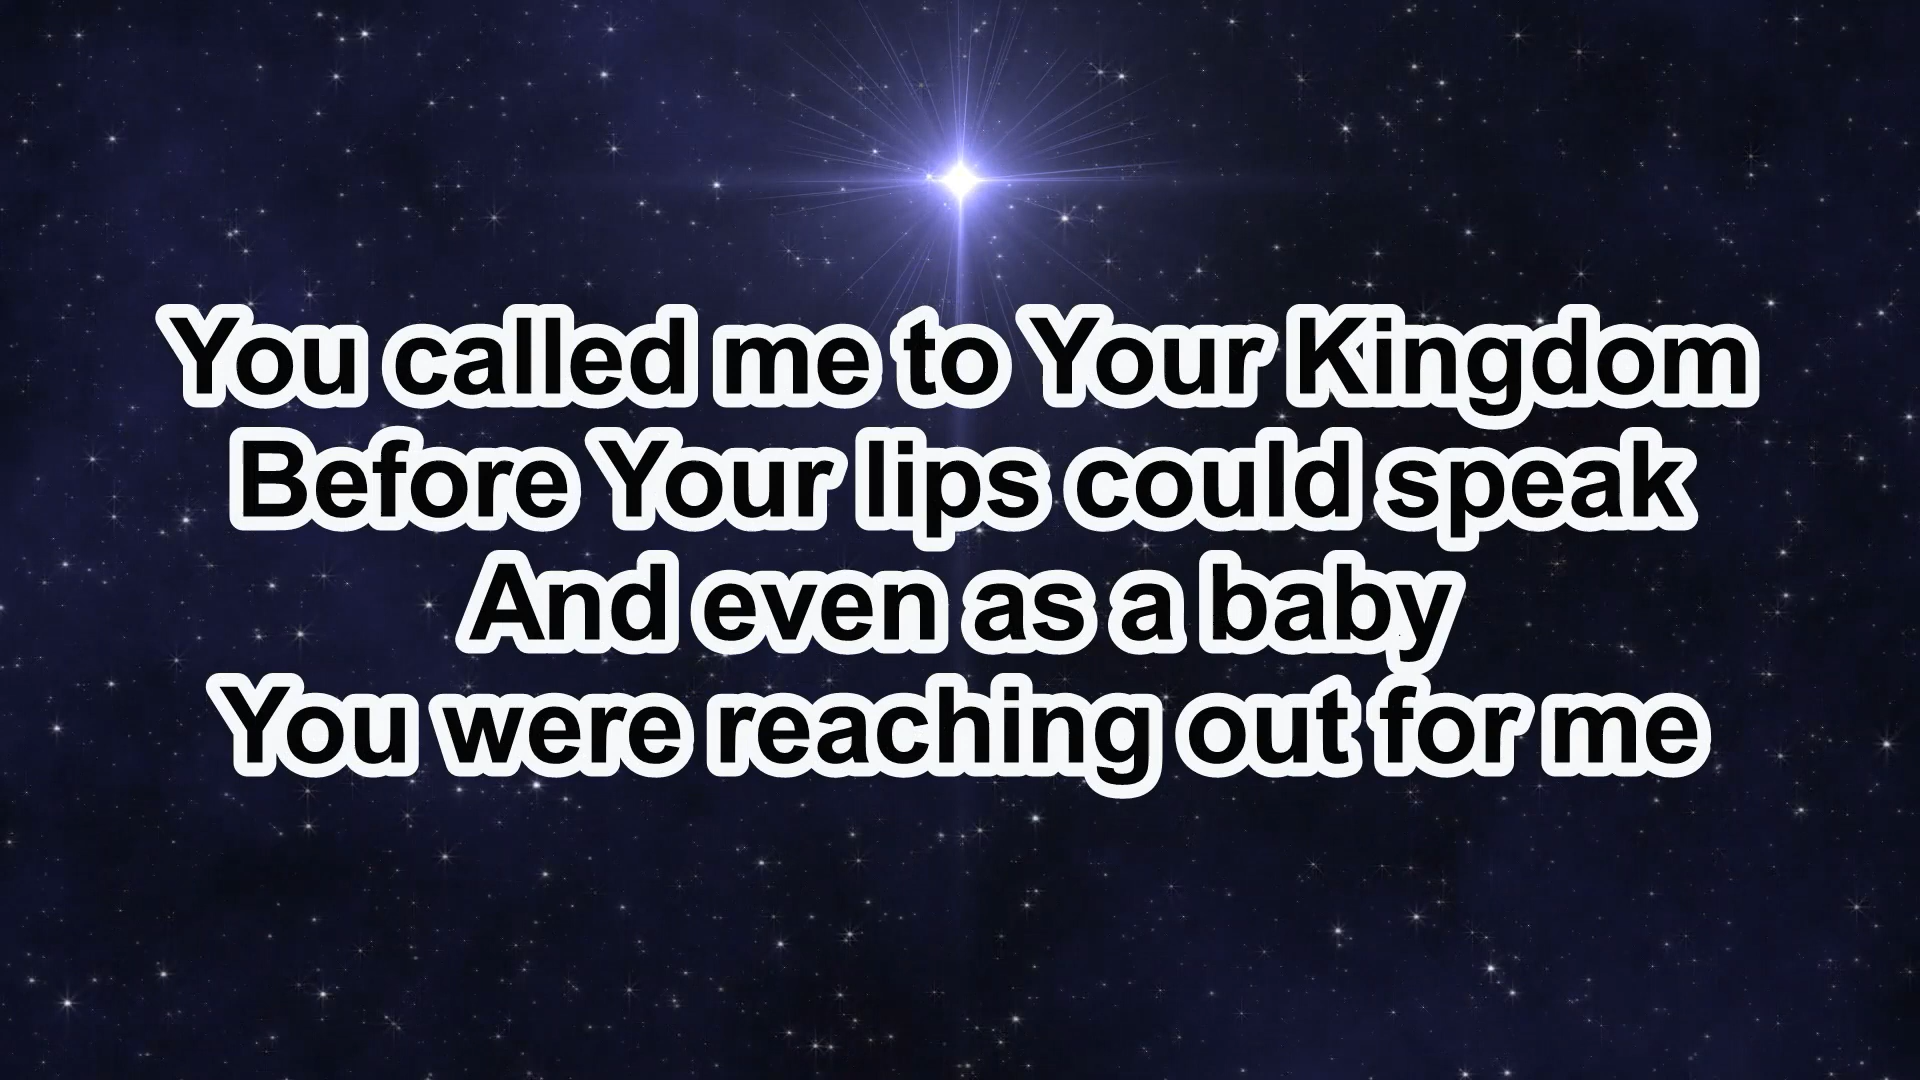 You called me to Your Kingdom
Before Your lips could speak
And even as a baby
You were reaching out for me